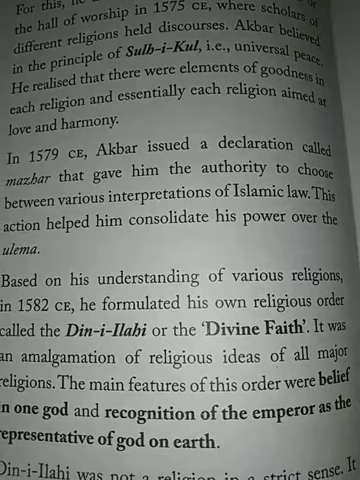 For this, he
the hall of worship in 1575 CE, where scholars of
different religions held discourses. Akbar believed
in the principle of Sulh-i-Kul, i.e., universal peace.
He realised that there were elements of goodness in
each religion and essentially each religion aimed at
love and harmony.
In 1579 CE, Akbar issued a declaration called
mazhar that gave him the authority to choose
between various interpretations of Islamic law. This
action helped him consolidate his power over the
ulema.
Based on his understanding of various religions,
in 1582 CE, he formulated his own religious order
called the Din-i-Ilahi or the 'Divine Faith'. It was
an amalgamation of religious ideas of all major
religions. The main features of this order were belief
in one god and recognition of the emperor as the
representative of god on earth.
Din-i-Ilahi was not a religion in a strict sense. It